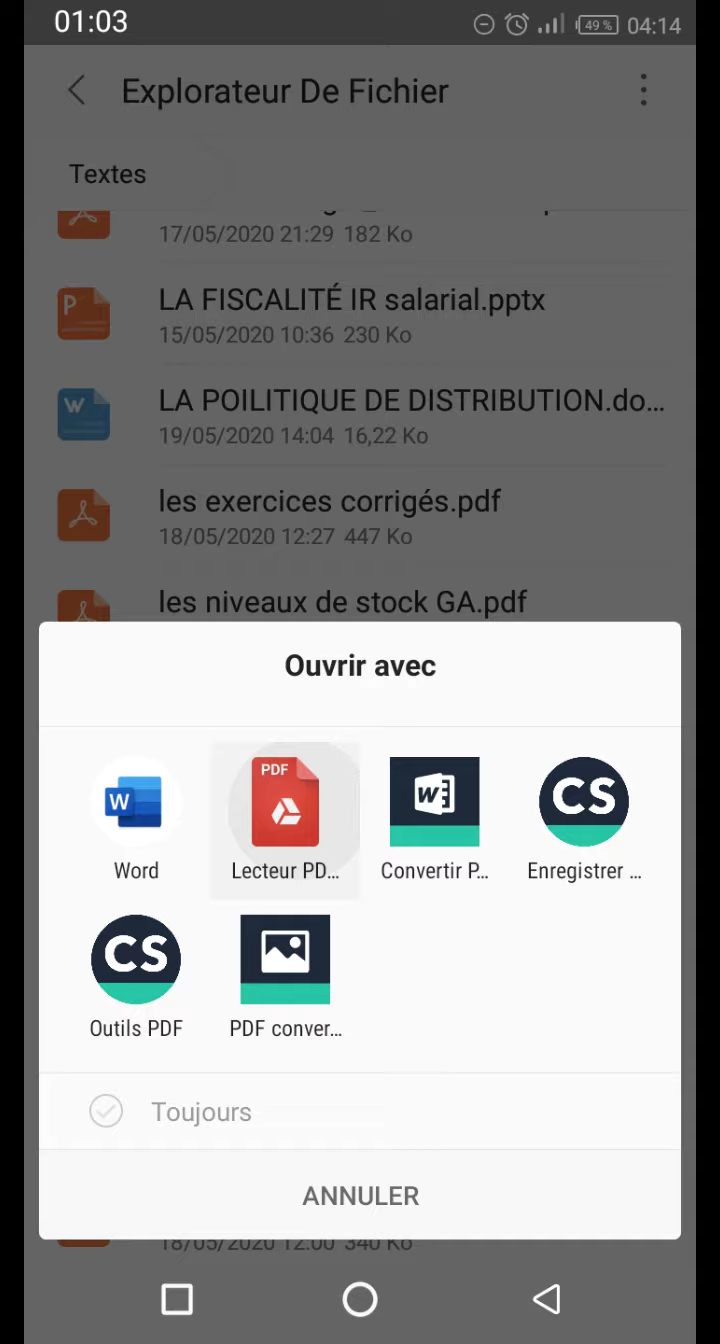 01:03
49 %
04:14
Explorateur De Fichier
Textes
17/05/2020 21:29 182 Ko
P
LA FISCALITÉ IR salarial.pptx
15/05/2020 10:36 230 Ko
W
LA POILITIQUE DE DISTRIBUTION.do...
19/05/2020 14:04 16,22 Ko
les exercices corrigés.pdf
18/05/2020 12:27 447 Ko
les niveaux de stock GA.pdf
Ouvrir avec
W
PDF
W
CS
Word
Lecteur PD...
Convertir P...
Enregistrer ...
CS
Outils PDF
PDF conver...
Toujours
ANNULER
18/05/2020 12:00 340 Ko